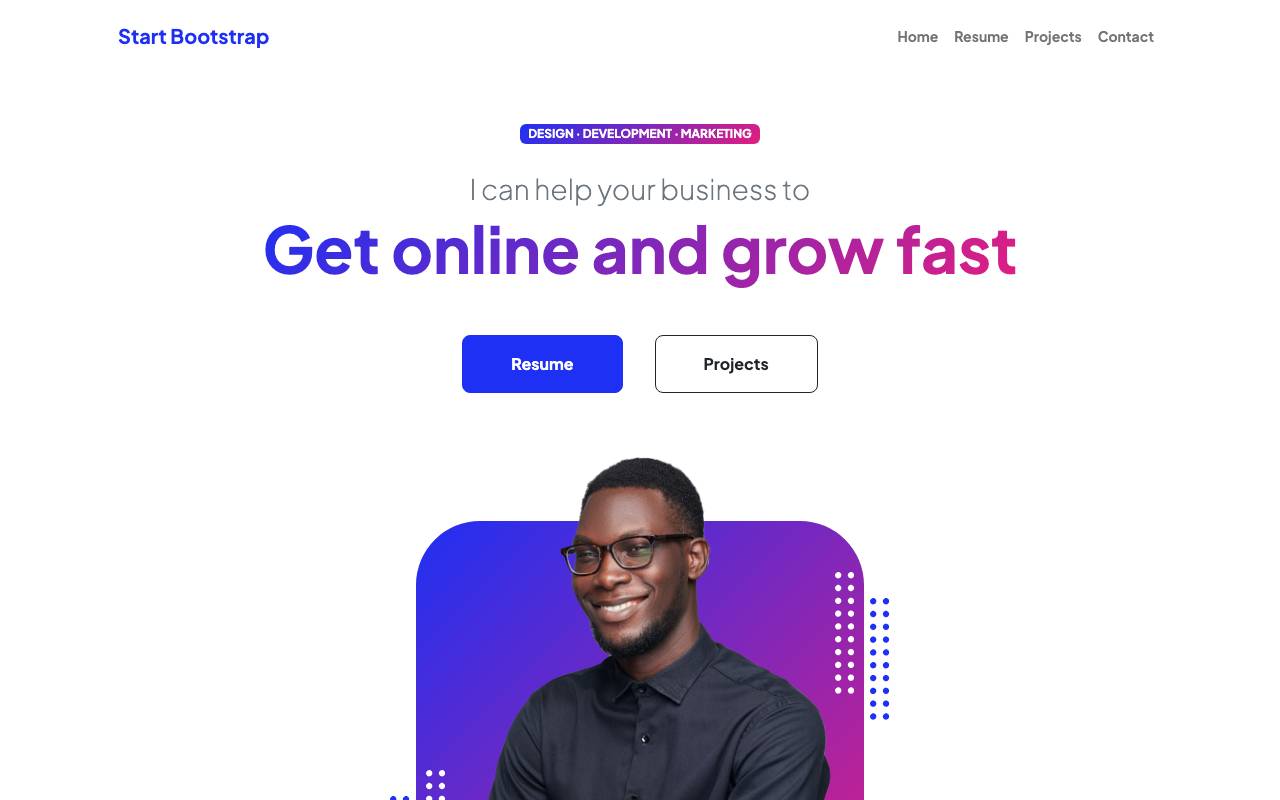 Start Bootstrap
Home Resume Projects Contact
DESIGN · DEVELOPMENT · MARKETING
I can help your business to
Get online and grow fast
Resume Projects